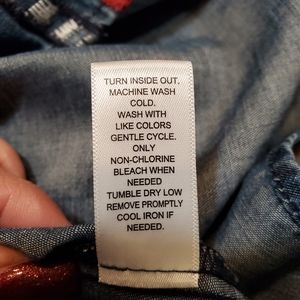 TURN INSIDE OUT.
MACHINE WASH
COLD.
WASH WITH
LIKE COLORS
GENTLE CYCLE.
ONLY
NON-CHLORINE
BLEACH WHEN
NEEDED
TUMBLE DRY LOW
REMOVE PROMPTLY
COOL IRON IF
NEEDED.